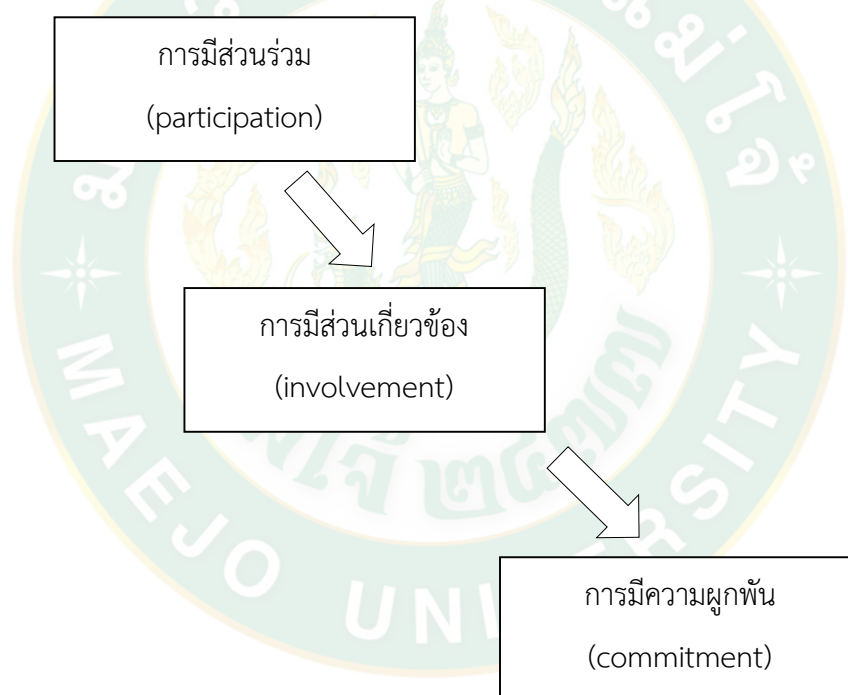 การมีส่วนร่วม
(participation)
การมีส่วนเกี่ยวข้อง
(involvement)
การมีความผูกพัน
(commitment)
MAEJO UNIVERSITY